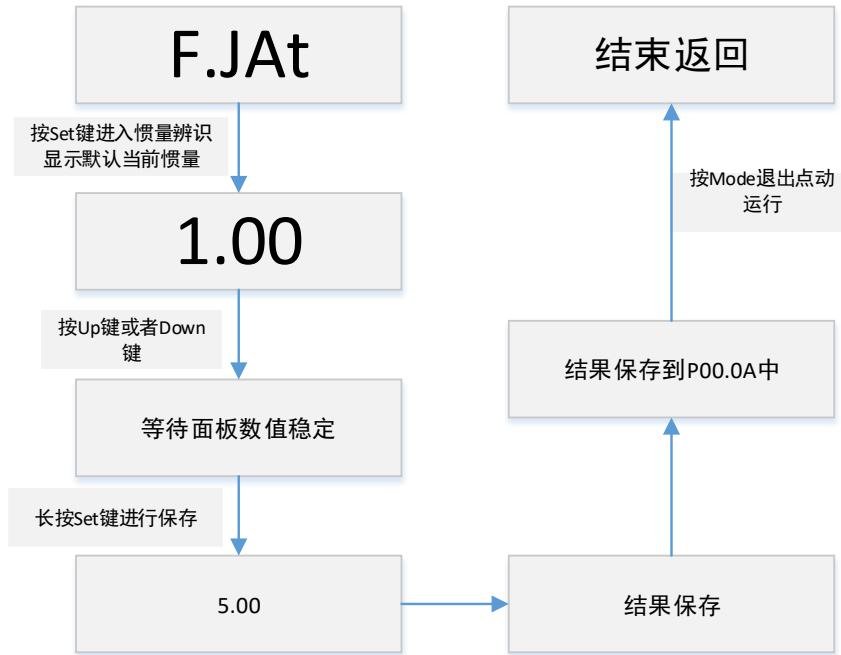 F.JAt
按Set键进入惯量辨识
显示默认当前惯量
1.00
按Up键或者Down
键
等待面板数值稳定
长按Set键进行保存
5.00
结果保存
结果保存到P00.0A中
按Mode退出点动
运行
结束返回